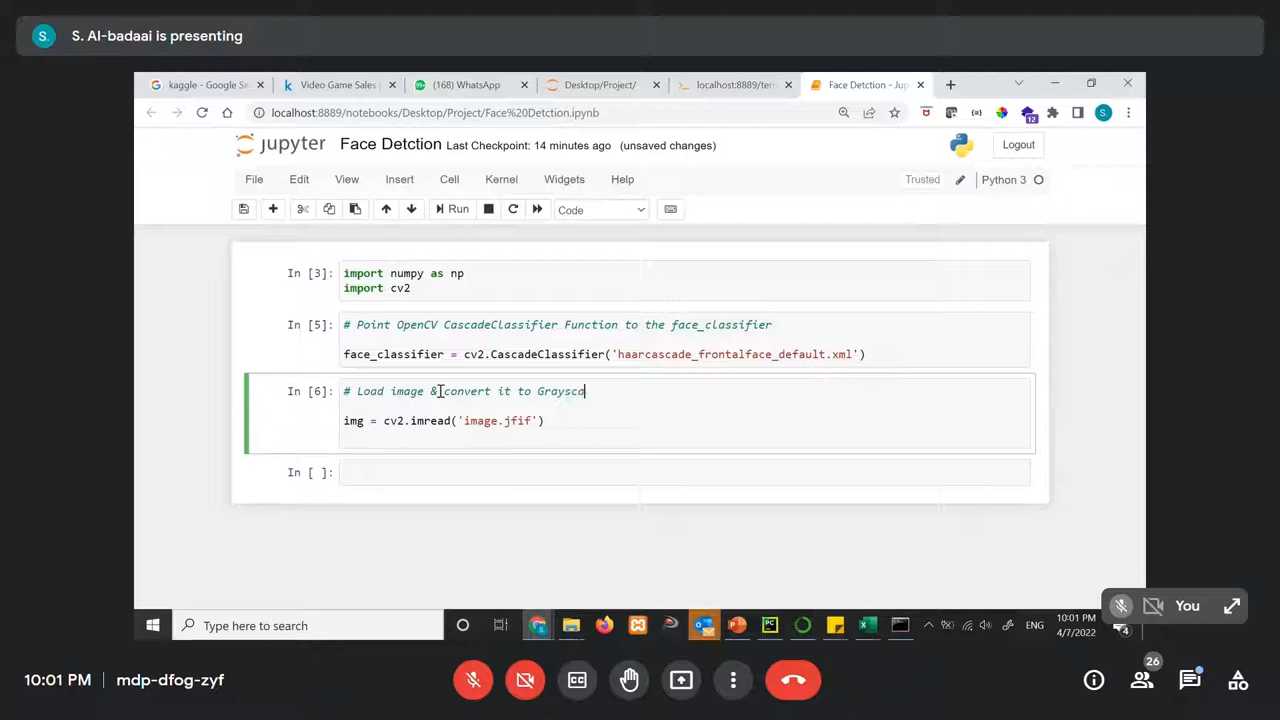 S.
S. Al-badaai is presenting
kaggle - Google Se
Video Game Sales |
(168) WhatsApp
Desktop/Project/
localhost:8889/tern
Face Detction - Jup
localhost:8889/notebooks/Desktop/Project/Face%20Detction.ipynb
12
S
jupyter
Face Detction
Last Checkpoint: 14 minutes ago
(unsaved changes)
Logout
File
Edit
View
Insert
Cell
Kernel
Widgets
Help
Trusted
Python 3
Run
Code
In [3]:
import numpy as np
import cv2
In [5]:
# Point OpenCV CascadeClassifier Function to the face_classifier
face_classifier = cv2.CascadeClassifier('haarcascade_frontalface_default.xml')
In [6]:
# Load image & convert it to Graysca
img = cv2.imread('image.jfif')
In [ ]:
You
Type here to search
ENG
10:01 PM
4/7/2022
4
10:01 PM
mdp-dfog-zyf
26